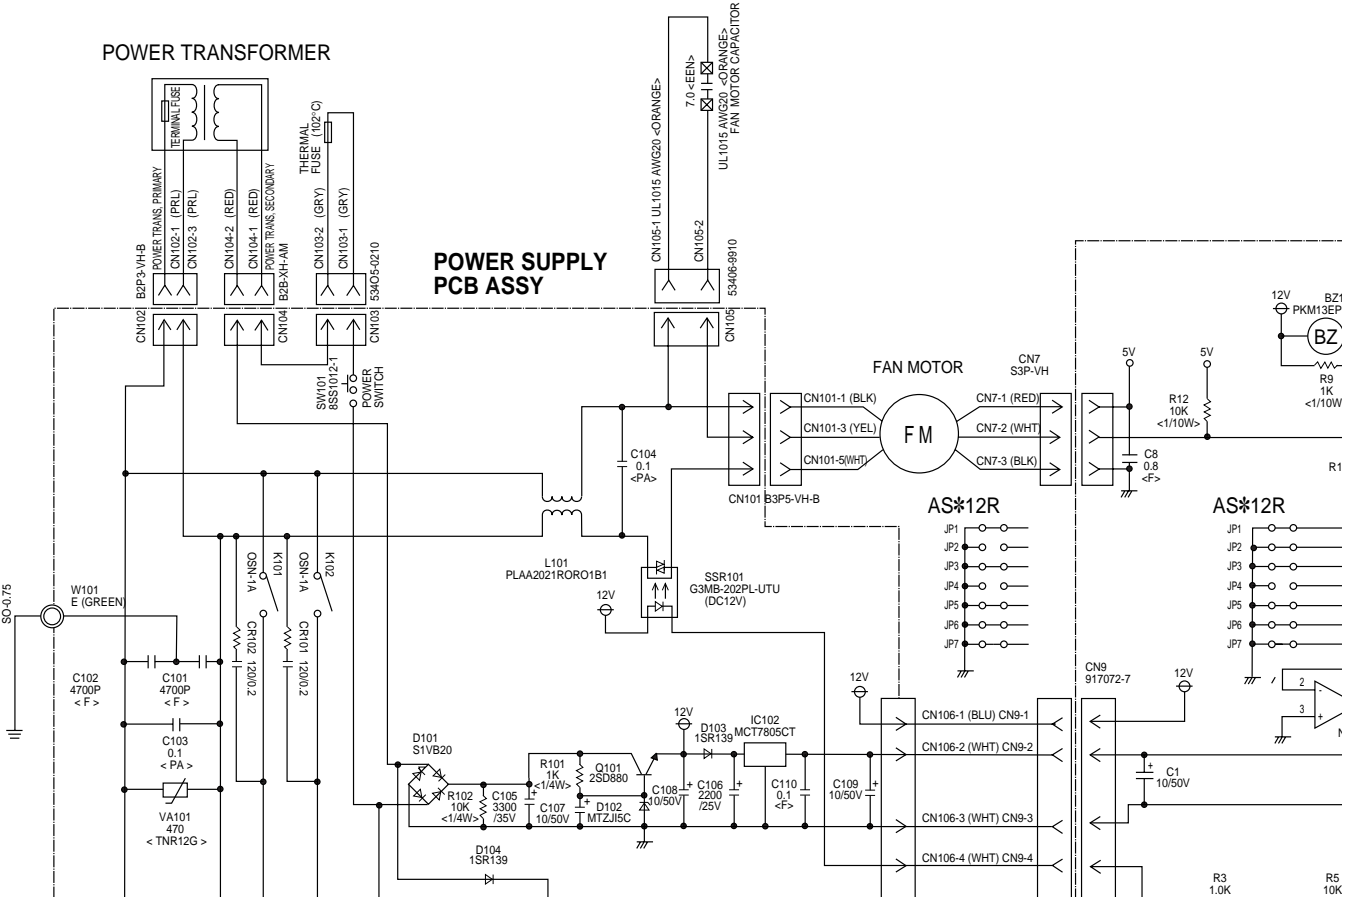 POWER TRANSFORMER
TERMINAL FUSE
THERMAL
FUSE (102°C)
POWER TRANS, PRIMARY
CN102-1 (PRL)
CN102-3 (PRL)
CN104-2 (RED)
CN104-1 (RED)
POWER TRANS, SECONDARY
CN103-2 (GRY)
CN103-1 (GRY)
B2P3-VH-B
B2B-XH-AM
534O5-0210
CN102
CN104
CN103
POWER SUPPLY
PCB ASSY
CN105-1 UL1015 AWG20 <ORANGE>
7.0 <EEN>
UL1015 AWG20 <ORANGE>
FAN MOTOR CAPACITOR
CN105-2
53406-9910
CN105
SW101
8SS1012-1
POWER
SWITCH
FAN MOTOR
FM
CN101-1 (BLK)
CN101-3 (YEL)
CN101-5(WHT)
CN101 B3P5-VH-B
CN7
S3P-VH
CN7-1 (RED)
CN7-2 (WHT)
CN7-3 (BLK)
5V
5V
12V
BZ1
PKM13EP
BZ
R9
1K
<1/10W
R12
10K
<1/10W>
C8
0.8
<F>
R1
C104
0.1
<PA>
L101
PLAA2021RORO1B1
SSR101
G3MB-202PL-UTU
(DC12V)
12V
AS✱12R
JP1
JP2
JP3
JP4
JP5
JP6
JP7
AS✱12R
JP1
JP2
JP3
JP4
JP5
JP6
JP7
SO-0.75
W101
E (GREEN)
OSN-1A
K101
OSN-1A
K102
CR102 120/0.2
CR101 120/0.2
C102
4700P
< F >
C101
4700P
< F >
C103
0.1
< PA >
VA101
470
< TNR12G >
D101
S1VB20
R102
10K
<1/4W>
C105
3300
/35V
R101
1K
<1/4W>
C107
10/50V
Q101
2SD880
D102
MTZJI5C
12V
C108
10/50V
D103
1SR139
C106
2200
/25V
IC102
MCT7805CT
C110
0.1
<F>
C109
10/50V
D104
1SR139
12V
CN106-1 (BLU) CN9-1
CN106-2 (WHT) CN9-2
CN106-3 (WHT) CN9-3
CN106-4 (WHT) CN9-4
CN9
917072-7
12V
2
3
-
+
C1
10/50V
R3
1.0K
R5
10K